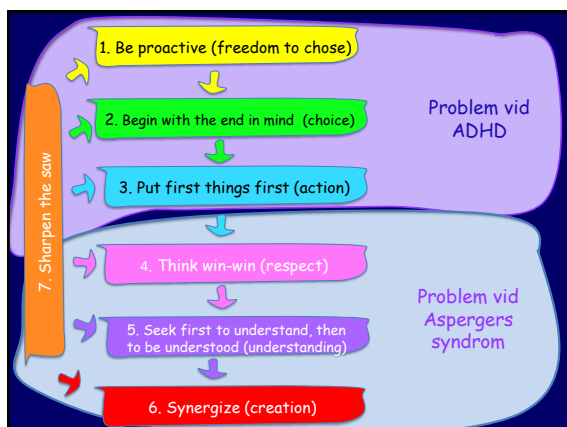 1. Be proactive (freedom to chose)
2. Begin with the end in mind (choice)
3. Put first things first (action)
Problem vid
ADHD
7. Sharpen the saw
4. Think win-win (respect)
5. Seek first to understand, then
to be understood (understanding)
6. Synergize (creation)
Problem vid
Aspergers
syndrom